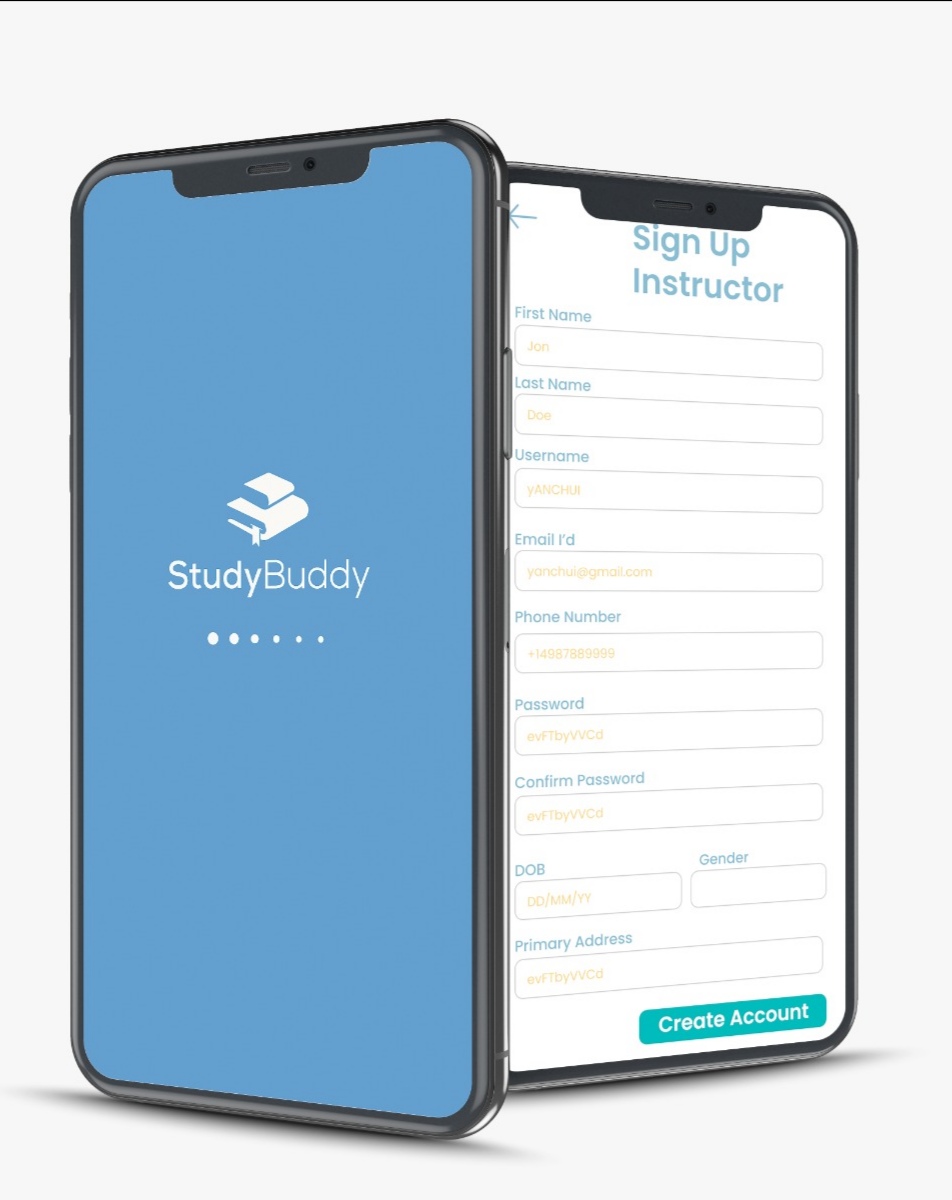 StudyBuddy
Sign Up
Instructor
First Name
Jon
Last Name
Doe
Username
yANCHUI
Email I'd
yanchui@gmail.com
Phone Number
+14987889999
Password
evFTbyVVCd
Confirm Password
evFTbyVVCd
DOB
Gender
DD/MM/YY
Primary Address
evFTbyVVCd
Create Account